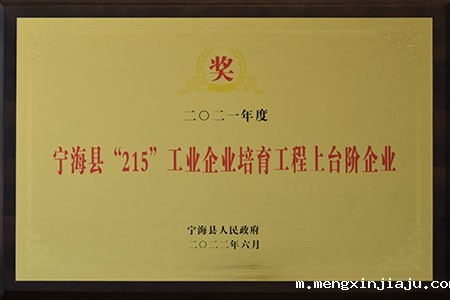 奖
二〇二一年度
宁海县“215”工业企业培育工程上台阶企业
宁海县人民政府
二〇二二年六月
m.mengxinjiaju.com